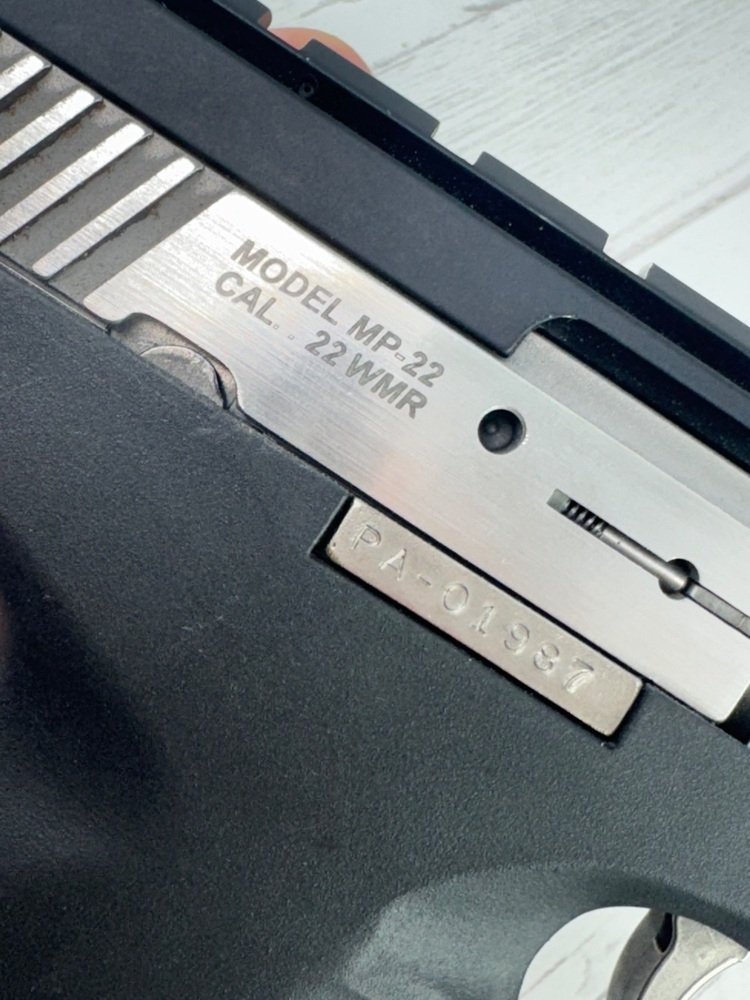 MODEL MP-22
CAL. .22 WMR
PA-01987